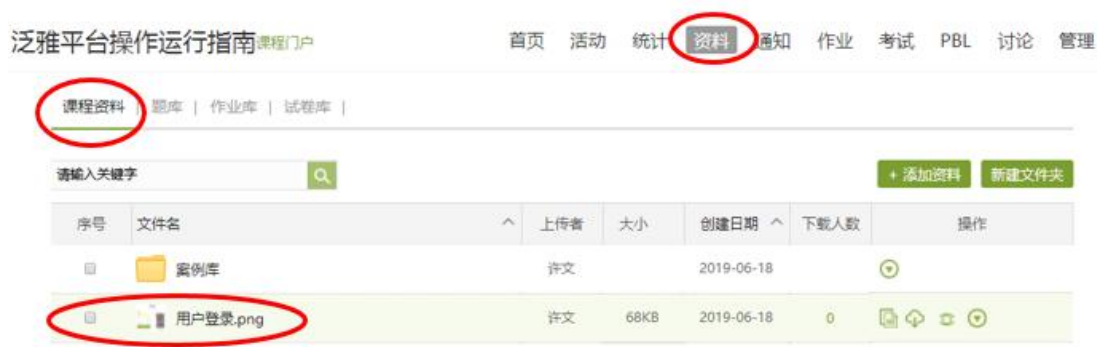 泛雅平台操作运行指南课程门户 首页 活动 统计 资料 通知 作业 考试 PBL 讨论 管理
课程资料 | 题库 | 作业库 | 试卷库 |
请输入关键字 + 添加资料 新建文件夹
序号 文件名 上传者 大小 创建日期 下载人数 操作
案例库 许文 2019-06-18
用户登录.png 许文 68KB 2019-06-18 0